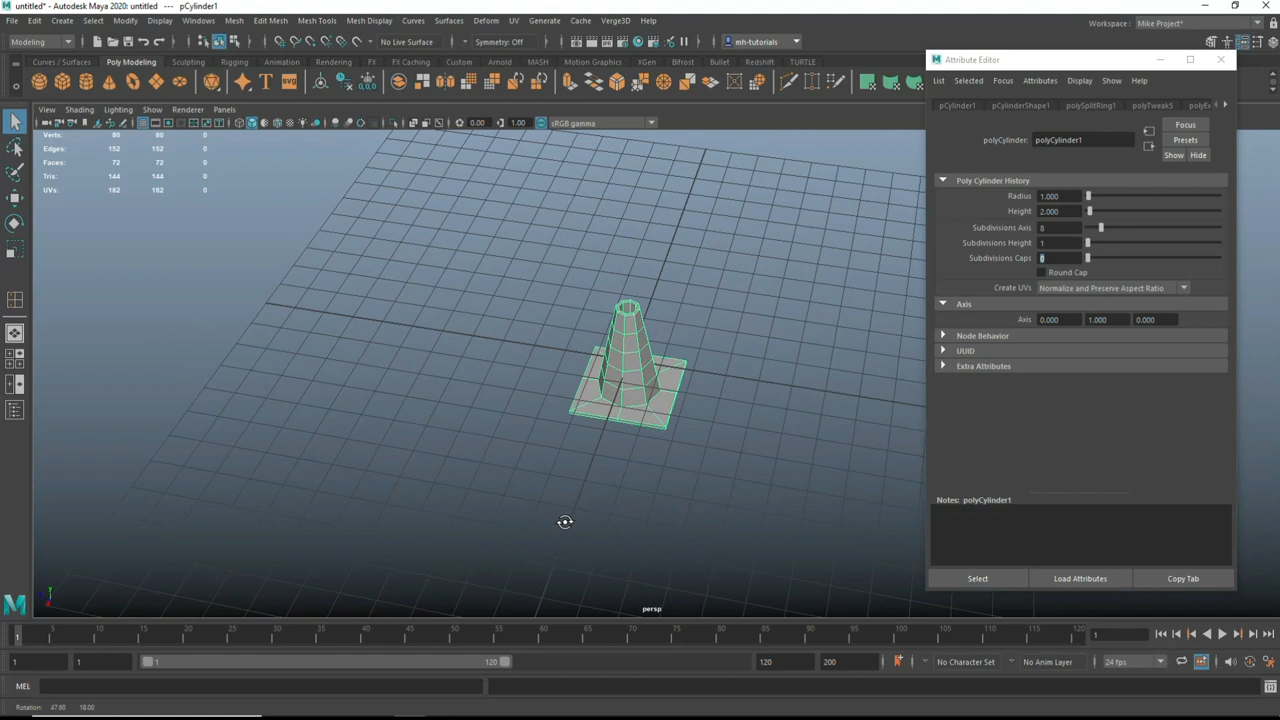 untitled* - Autodesk Maya 2020: untitled --- pCylinder1
File Edit Create Select Modify Display Windows Mesh Edit Mesh Mesh Tools Mesh Display Curves Surfaces Deform UV Generate Cache Verge3D Help
Workspace : Mike Project*
Modeling No Live Surface Symmetry: Off mh-tutorials
Curves / Surfaces Poly Modeling Sculpting Rigging Animation Rendering FX FX Caching Custom Arnold MASH Motion Graphics XGen Bifrost Bullet Redshift TURTLE
View Shading Lighting Show Renderer Panels
0.00 1.00 sRGB gamma
Verts: 80 80 0
Edges: 152 152 0
Faces: 72 72 0
Tris: 144 144 0
UVs: 182 182 0
persp
Attribute Editor
List Selected Focus Attributes Display Show Help
pCylinder1 pCylinderShape1 polySplitRing1 polyTweak5
polyCylinder: polyCylinder1
Focus
Presets
Show Hide
Poly Cylinder History
Radius 1.000
Height 2.000
Subdivisions Axis 8
Subdivisions Height 1
Subdivisions Caps 0
Round Cap
Create UVs Normalize and Preserve Aspect Ratio
Axis
Axis 0.000 1.000 0.000
Node Behavior
UUID
Extra Attributes
Notes: polyCylinder1
Select Load Attributes Copy Tab
1 5 10 15 20 25 30 35 40 45 50 55 60 65 70 75 80 85 90 95 100 105 110 115 120 1
1 1 1 120 120 200 No Character Set No Anim Layer 24 fps
MEL
Rotation: 47.60 18.00